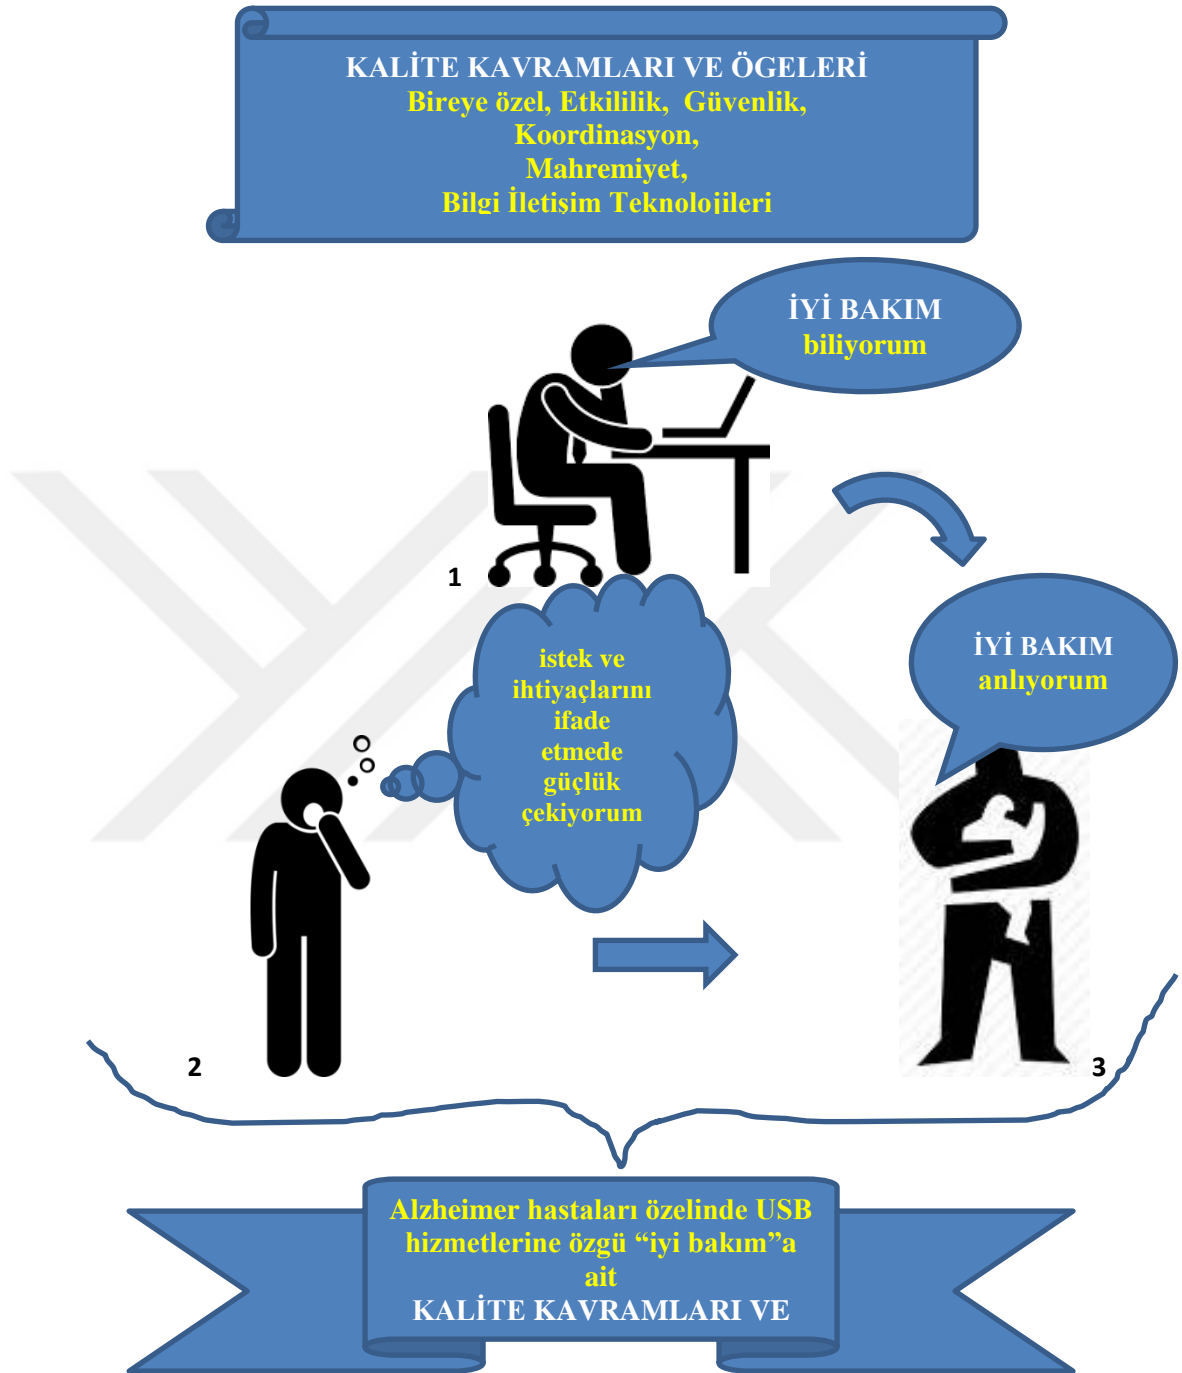 KALİTE KAVRAMLARI VE ÖGELERİ
Bireye özel, Etkililik, Güvenlik,
Koordinasyon,
Mahremiyet,
Bilgi İletişim Teknolojileri
İYİ BAKIM
biliyorum
1
istek ve
ihtiyaçlarını
ifade
etmede
güçlük
çekiyorum
İYİ BAKIM
anlıyorum
2
3
Alzheimer hastaları özelinde USB
hizmetlerine özgü “iyi bakım”a
ait
KALİTE KAVRAMLARI VE